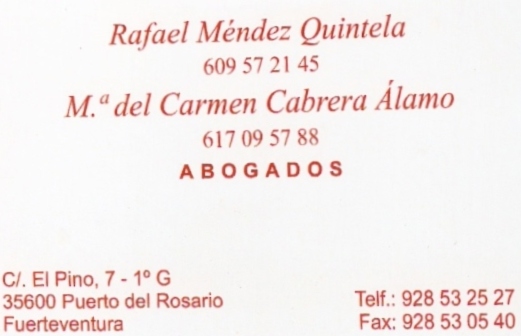 Rafael Méndez Quintela
609 57 21 45
M.ª del Carmen Cabrera Álamo
617 09 57 88
ABOGADOS
C/. El Pino, 7 - 1º G
35600 Puerto del Rosario
Fuerteventura
Telf.: 928 53 25 27
Fax: 928 53 05 40